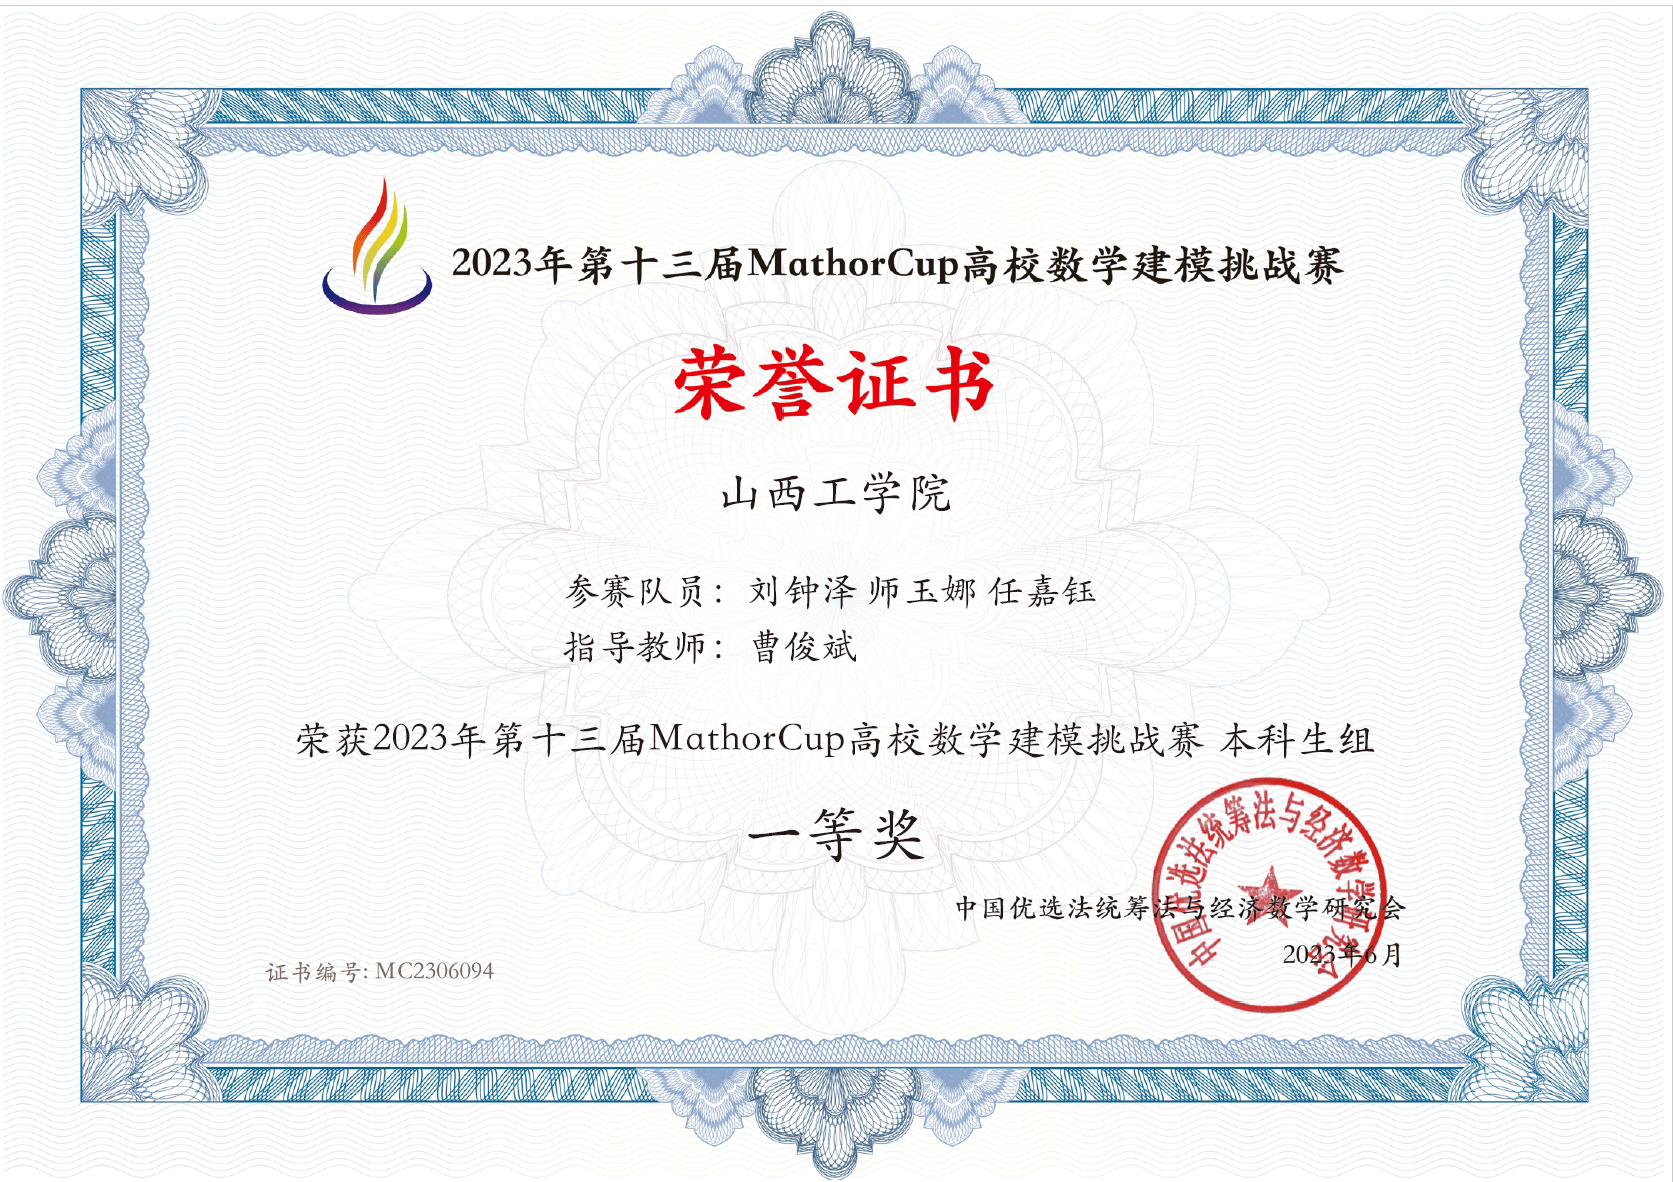 2023年第十三届MathorCup高校数学建模挑战赛
荣誉证书
山西工学院
参赛队员：刘钟泽 师玉娜 任嘉钰
指导教师：曹俊斌
荣获2023年第十三届MathorCup高校数学建模挑战赛 本科生组
一等奖
中国优选法统筹法与经济数学研究会
中国优选法统筹法与经济数学研究会
2023年6月
证书编号: MC2306094